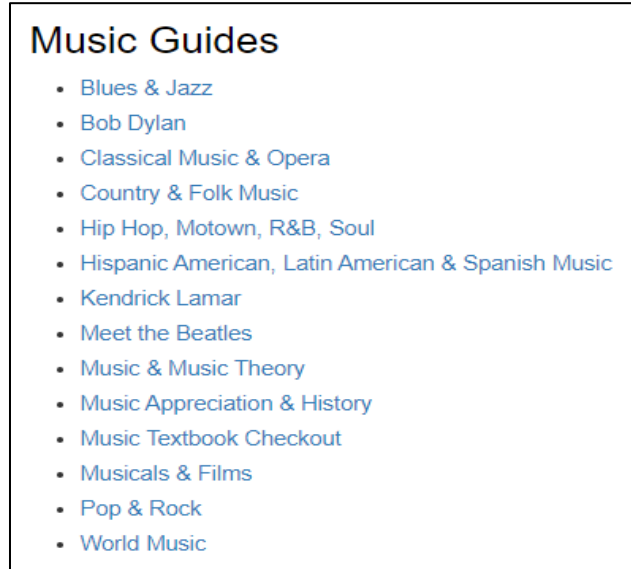 Music Guides
• Blues & Jazz
• Bob Dylan
• Classical Music & Opera
• Country & Folk Music
• Hip Hop, Motown, R&B, Soul
• Hispanic American, Latin American & Spanish Music
• Kendrick Lamar
• Meet the Beatles
• Music & Music Theory
• Music Appreciation & History
• Music Textbook Checkout
• Musicals & Films
• Pop & Rock
• World Music